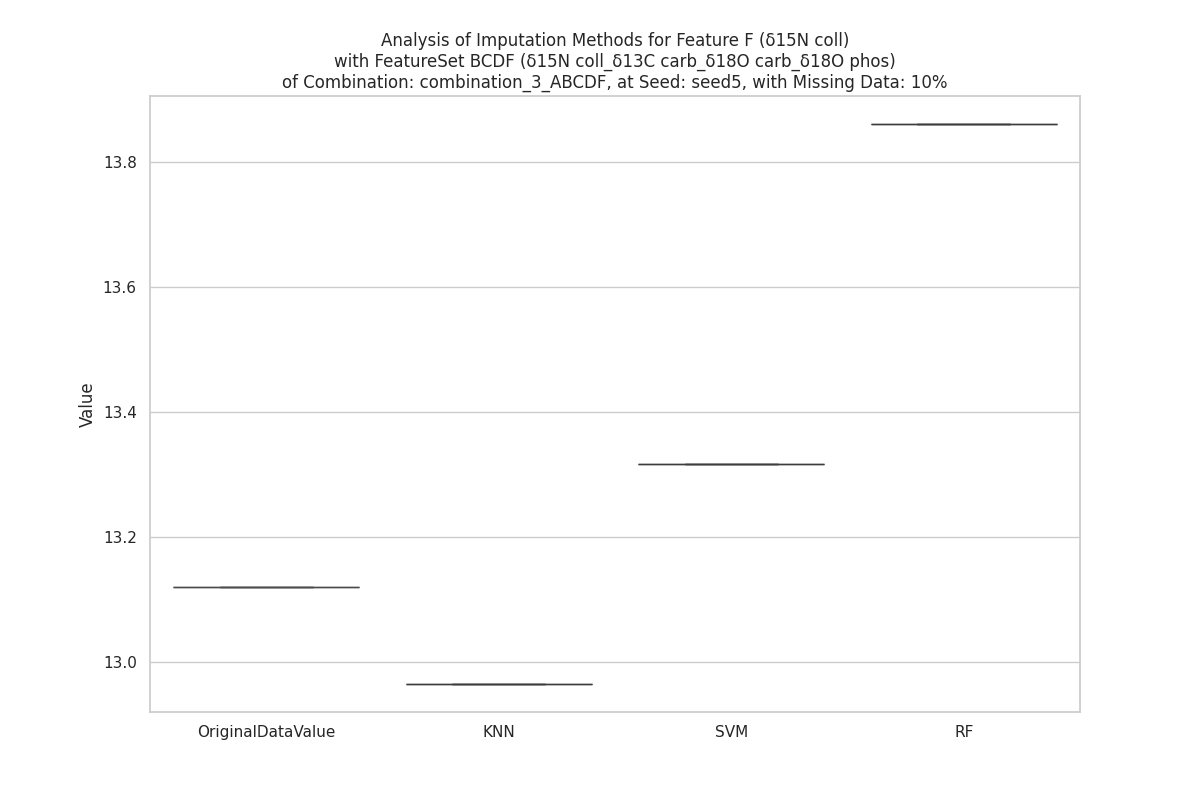 Analysis of Imputation Methods for Feature F (δ15N coll)
with FeatureSet BCDF (δ15N coll_δ13C carb_δ18O carb_δ18O phos)
of Combination: combination_3_ABCDF, at Seed: seed5, with Missing Data: 10%
13.8
13.6
13.4
13.2
13.0
Value
OriginalDataValue KNN SVM RF